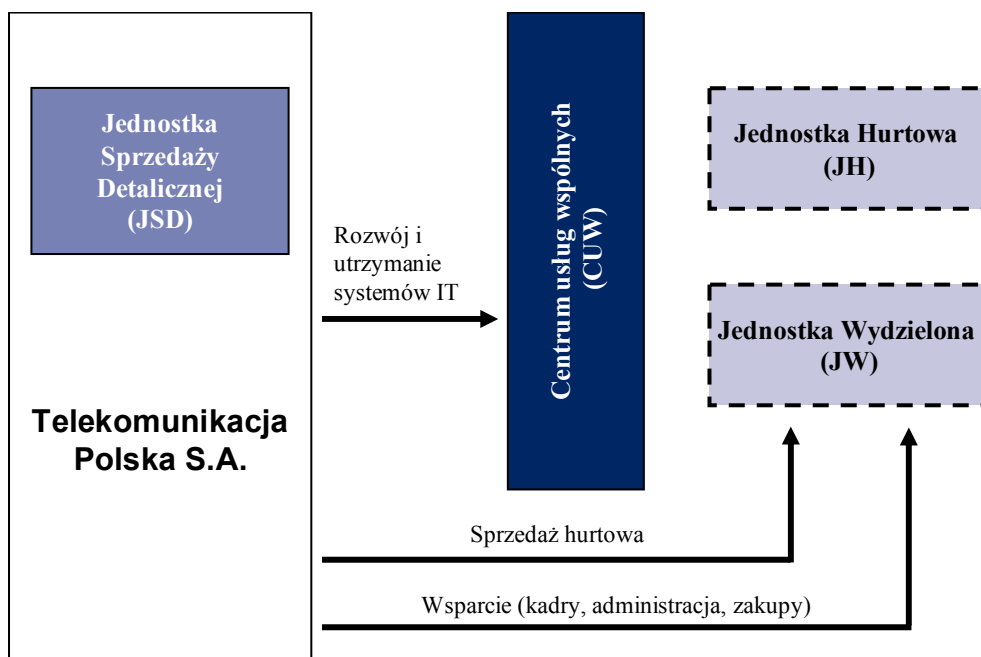 Jednostka
Sprzedaży
Detalicznej
(JSD)
Telekomunikacja
Polska S.A.
Rozwój i
utrzymanie
systemów IT
Centrum usług wspólnych
(CUW)
Jednostka Hurtowa
(JH)
Jednostka Wydzielona
(JW)
Sprzedaż hurtowa
Wsparcie (kadry, administracja, zakupy)